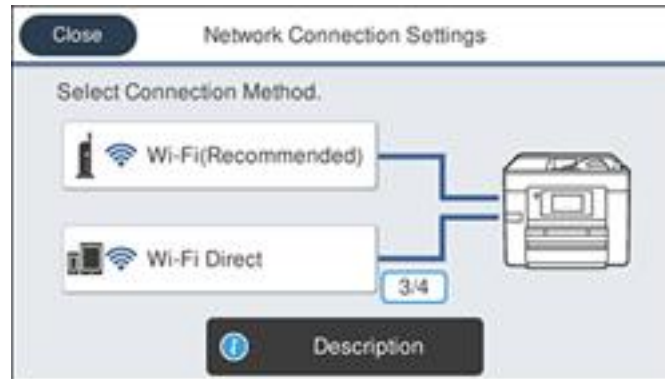 Close
Network Connection Settings
Select Connection Method.
Wi-Fi(Recommended)
Wi-Fi Direct
3/4
i Description